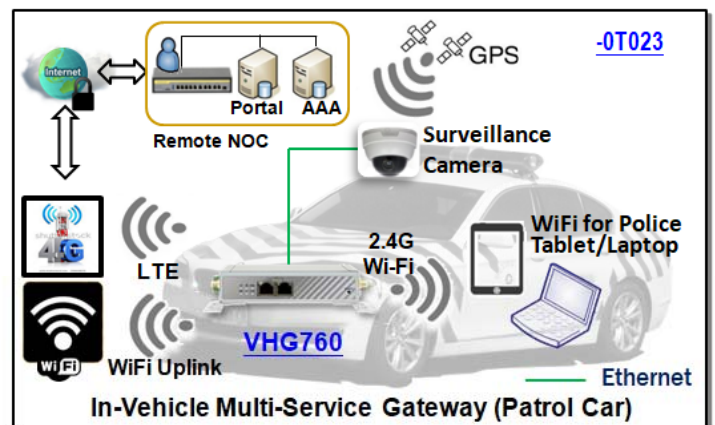 -0T023
GPS
Internet
Portal
AAA
Remote NOC
Surveillance
Camera
4G
LTE
2.4G
Wi-Fi
WiFi for Police
Tablet/Laptop
VHG760
WiFi
WiFi Uplink
Ethernet
In-Vehicle Multi-Service Gateway (Patrol Car)